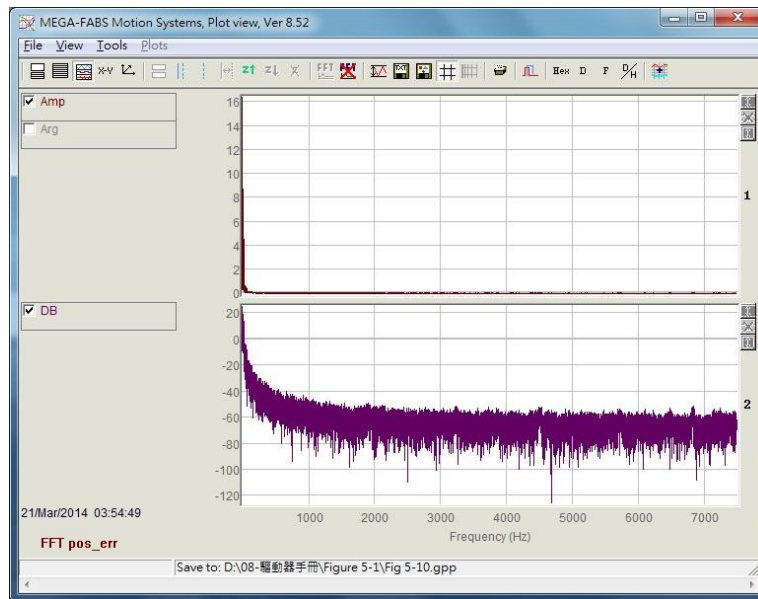 MEGA-FABS Motion Systems, Plot view, Ver 8.52
File View Tools Plots
X-Y FFT FFT TXT Hex D F D/H
Amp
Arg
16
14
12
10
8
6
4
2
0
1
DB
20
0
-20
-40
-60
-80
-100
-120
2
1000 2000 3000 4000 5000 6000 7000
Frequency (Hz)
21/Mar/2014 03:54:49
FFT pos_err
Save to: D:\08-驅動器手冊\Figure 5-1\Fig 5-10.gpp